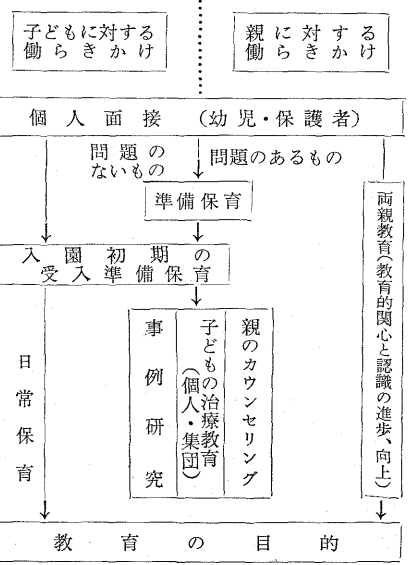 子どもに対する
働らきかけ
親に対する
働らきかけ
個人面接 (幼児・保護者)
問題の
ないもの
問題のあるもの
準備保育
入園初期の
受入準備保育
両親教育(教育的関心と認識の進歩、向上)
親のカウンセリング
子どもの治療教育
(個人・集団)
事例研究
日常保育
教育の目的